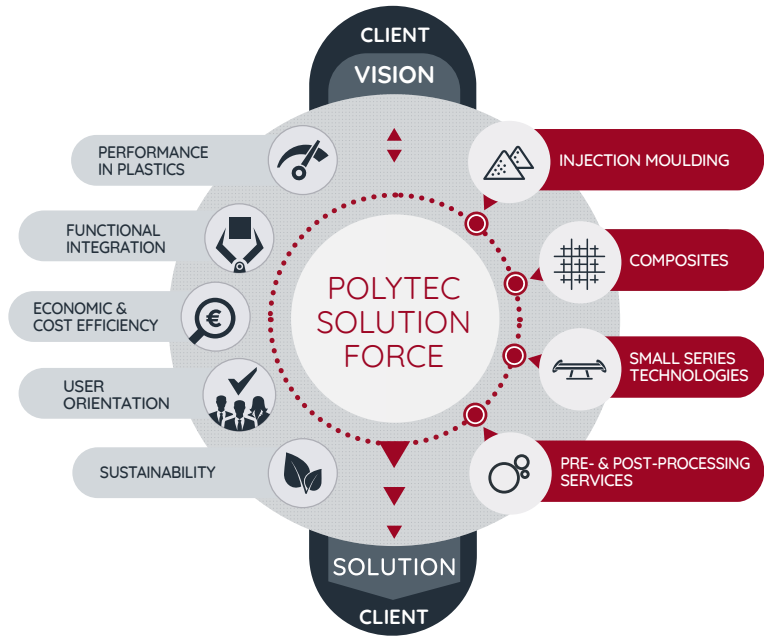 CLIENT
VISION
PERFORMANCE
IN PLASTICS
FUNCTIONAL
INTEGRATION
ECONOMIC &
COST EFFICIENCY
€
USER
ORIENTATION
SUSTAINABILITY
POLYTEC
SOLUTION
FORCE
INJECTION MOULDING
COMPOSITES
SMALL SERIES
TECHNOLOGIES
PRE- & POST-PROCESSING
SERVICES
SOLUTION
CLIENT